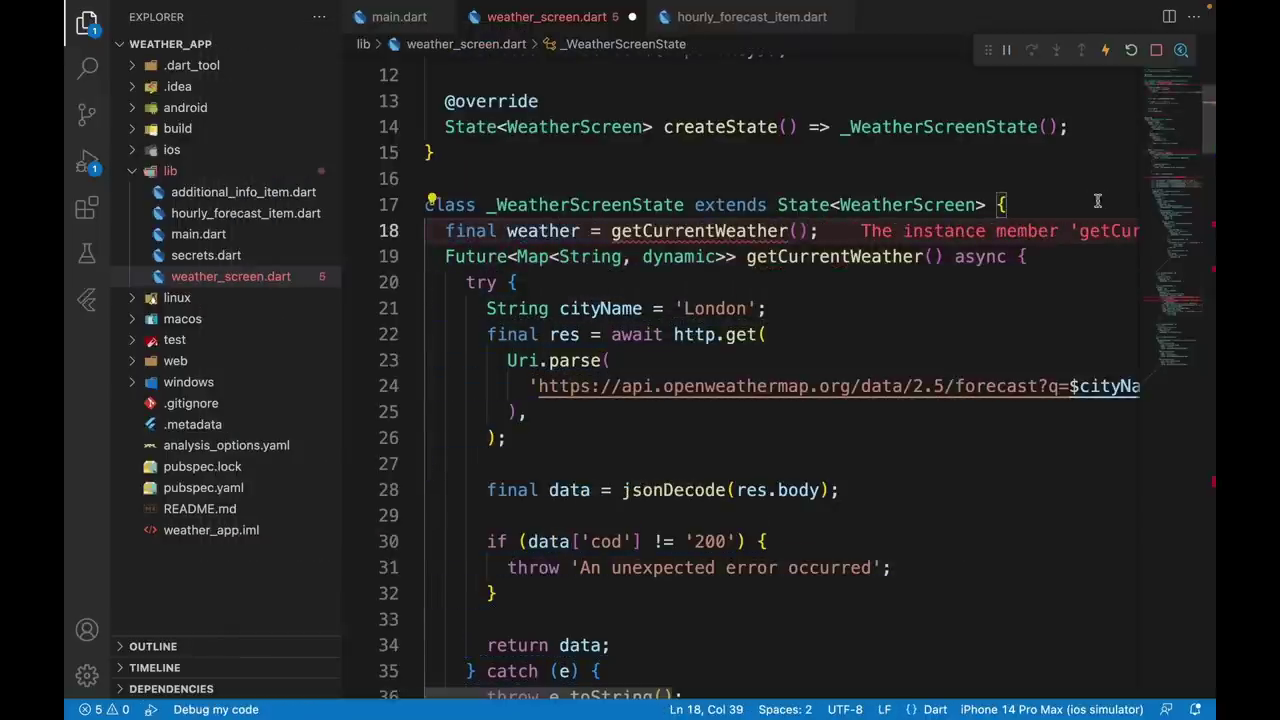 EXPLORER
main.dart
weather_screen.dart 5
hourly_forecast_item.dart
WEATHER_APP
lib > weather_screen.dart > _WeatherScreenState
.dart_tool
.idea
android
build
ios
lib
additional_info_item.dart
hourly_forecast_item.dart
main.dart
secrets.dart
weather_screen.dart 5
linux
macos
test
web
windows
.gitignore
.metadata
analysis_options.yaml
pubspec.lock
pubspec.yaml
README.md
weather_app.iml
OUTLINE
TIMELINE
DEPENDENCIES
1
1
12
13 @override
14 State<WeatherScreen> createState() => _WeatherScreenState();
15 }
16
17 class _WeatherScreenState extends State<WeatherScreen> {
18 final weather = getCurrentWeather(); The instance member 'getCur
19 Future<Map<String, dynamic>> getCurrentWeather() async {
20 try {
21 String cityName = 'London';
22 final res = await http.get(
23 Uri.parse(
24 'https://api.openweathermap.org/data/2.5/forecast?q=$cityNa
25 ),
26 );
27
28 final data = jsonDecode(res.body);
29
30 if (data['cod'] != '200') {
31 throw 'An unexpected error occurred';
32 }
33
34 return data;
35 } catch (e) {
36 throw e.toString();
5 0 Debug my code
Ln 18, Col 39 Spaces: 2 UTF-8 LF {} Dart iPhone 14 Pro Max (ios simulator)